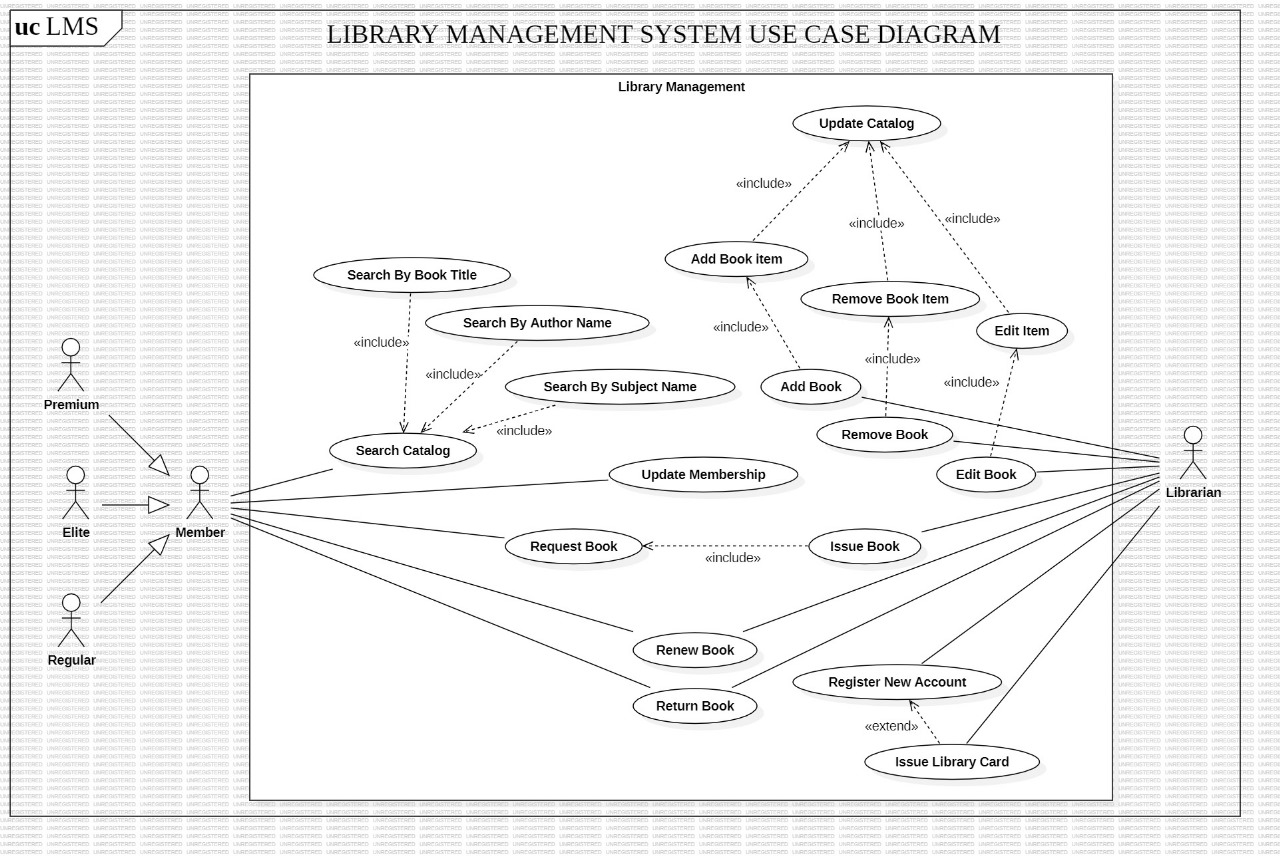 uc LMS
LIBRARY MANAGEMENT SYSTEM USE CASE DIAGRAM
Library Management
Update Catalog
«include»
«include»
«include»
Add Book Item
Search By Book Title
Remove Book Item
Search By Author Name
Edit Item
«include»
«include»
«include»
«include»
«include»
«include»
Search By Subject Name
Add Book
Premium
«include»
Remove Book
Search Catalog
Update Membership
Edit Book
Librarian
Elite
Member
Request Book
Issue Book
«include»
Renew Book
Regular
Register New Account
Return Book
«extend»
Issue Library Card
UNREGISTERED